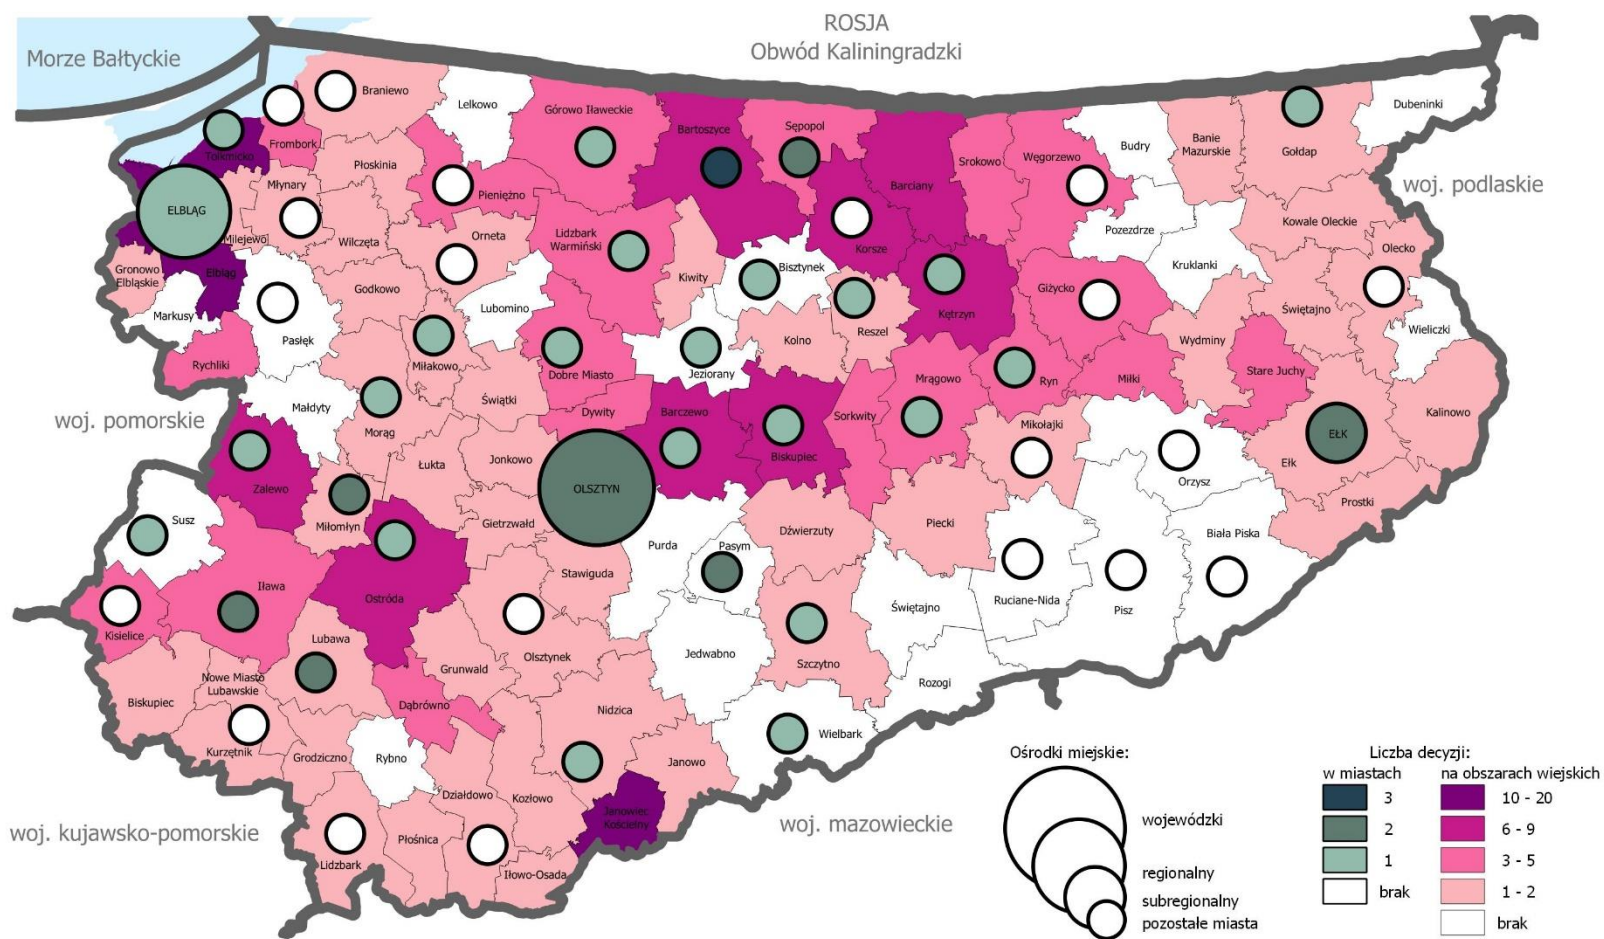 ROSJA
Obwód Kaliningradzki
Morze Bałtyckie
Braniewo
Lelkowo
Górowo Iławeckie
Bartoszyce
Sępopol
Barciany
Srokowo
Węgorzewo
Budry
Banie
Mazurskie
Gołdap
Dubeninki
Frombork
Tolkmicko
Płoskinia
Młynary
Pieniężno
woj. podlaskie
ELBLĄG
Milejewo
Wilczęta
Orneta
Lidzbark
Warmiński
Kiwity
Korsze
Pozezdrze
Kruklanki
Kowale Oleckie
Olecko
Gronowo
Elbląskie
Elbląg
Godkowo
Bisztynek
Giżycko
Markusy
Pasłęk
Lubomino
Reszel
Kętrzyn
Świętajno
Wieliczki
Rychliki
Miłakowo
Dobre Miasto
Jeziorany
Kolno
Wydminy
Małdyty
Świątki
Mrągowo
Ryn
Miłki
Stare Juchy
woj. pomorskie
Morąg
Dywity
Barczewo
Sorkwity
Kalinowo
Mikołajki
EŁK
Łukta
Jonkowo
Biskupiec
Ełk
Zalewo
OLSZTYN
Orzysz
Prostki
Susz
Miłomłyn
Gietrzwałd
Dźwierzuty
Piecki
Biała Piska
Purda
Pasym
Iława
Stawiguda
Ostróda
Świętajno
Ruciane-Nida
Pisz
Kisielice
Lubawa
Olsztynek
Jedwabno
Szczytno
Grunwald
Rozogi
Nowe Miasto
Lubawskie
Biskupiec
Dąbrówno
Nidzica
Wielbark
Kurzętnik
Grodziczno
Rybno
Janowo
Działdowo
Kozłowo
Janowiec
Kościelny
woj. kujawsko-pomorskie
woj. mazowieckie
Płośnica
Lidzbark
Iłowo-Osada
Ośrodki miejskie:
wojewódzki
regionalny
subregionalny
pozostałe miasta
Liczba decyzji:
w miastach
na obszarach wiejskich
3
10 - 20
2
6 - 9
1
3 - 5
brak
1 - 2
brak